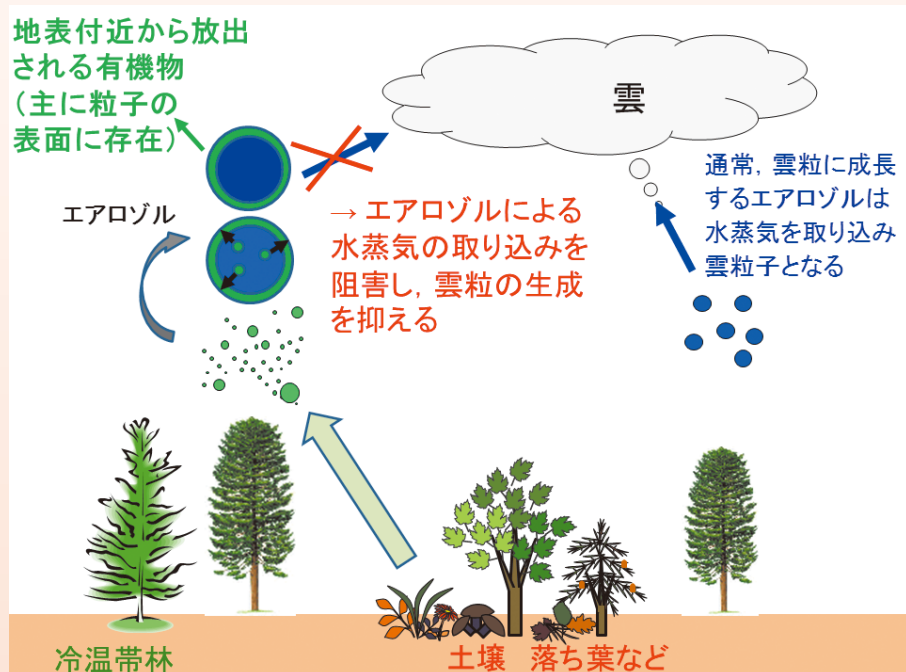 地表付近から放出
される有機物
（主に粒子の
表面に存在）
雲
エアロゾル
→ エアロゾルによる
水蒸気の取り込みを
阻害し，雲粒の生成
を抑える
通常，雲粒に成長
するエアロゾルは
水蒸気を取り込み
雲粒子となる
冷温帯林
土壌 落ち葉など